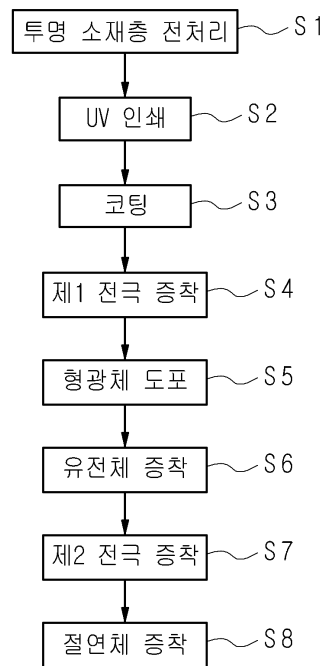 투명 소재층 전처리 S1
UV 인쇄 S2
코팅 S3
제1 전극 증착 S4
형광체 도포 S5
유전체 증착 S6
제2 전극 증착 S7
절연체 증착 S8